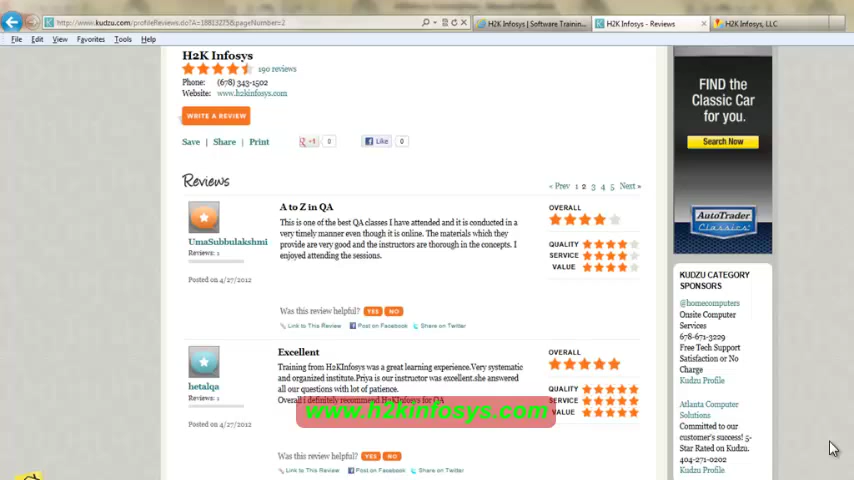 http://www.kudzu.com/profileReviews.do?A=18813275&pageNumber=2
H2K Infosys | Software Trainin...
H2K Infosys - Reviews
H2K Infosys, LLC
File Edit View Favorites Tools Help
H2K Infosys
190 reviews
Phone: (678) 343-1502
Website: www.h2kinfosys.com
WRITE A REVIEW
Save | Share | Print
+1 0
Like 0
Reviews
« Prev 1 2 3 4 5 Next »
A to Z in QA
UmaSubbulakshmi
Reviews: 1
Posted on 4/27/2012
This is one of the best QA classes I have attended and it is conducted in a
very timely manner even though it is online. The materials which they
provide are very good and the instructors are thorough in the concepts. I
enjoyed attending the sessions.
OVERALL
QUALITY
SERVICE
VALUE
Was this review helpful? YES NO
Link to This Review Post on Facebook Share on Twitter
Excellent
hetalqa
Reviews: 1
Posted on 4/27/2012
Training from H2KInfosys was a great learning experience.Very systematic
and organized institute.Priya is our instructor was excellent.she answered
all our questions with lot of patience.
Overall i definitely recommend H2KInfosys for QA
www.h2kinfosys.com
OVERALL
QUALITY
SERVICE
VALUE
Was this review helpful? YES NO
Link to This Review Post on Facebook Share on Twitter
FIND the
Classic Car
for you.
Search Now
AutoTrader
Classics
KUDZU CATEGORY
SPONSORS
@homecomputers
Onsite Computer
Services
678-671-3229
Free Tech Support
Satisfaction or No
Charge
Kudzu Profile
Atlanta Computer
Solutions
Committed to our
customer's success! 5-
Star Rated on Kudzu.
404-271-0202
Kudzu Profile